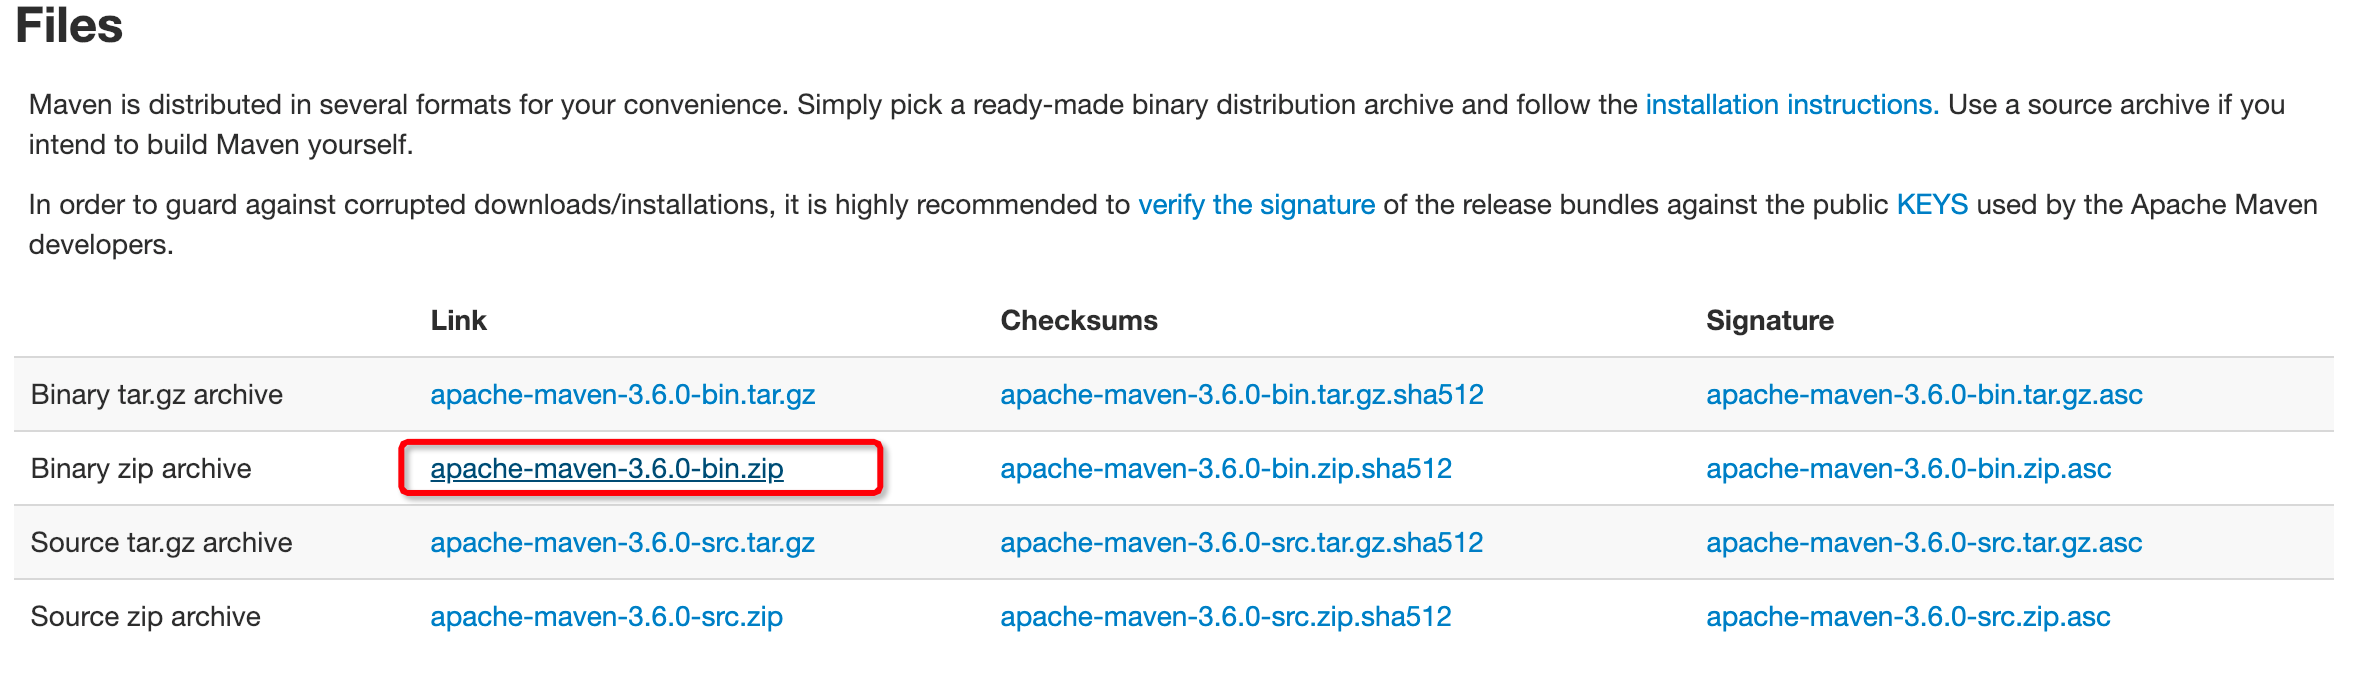 Files
Maven is distributed in several formats for your convenience. Simply pick a ready-made binary distribution archive and follow the installation instructions. Use a source archive if you
intend to build Maven yourself.
In order to guard against corrupted downloads/installations, it is highly recommended to verify the signature of the release bundles against the public KEYS used by the Apache Maven
developers.
Link Checksums Signature
Binary tar.gz archive apache-maven-3.6.0-bin.tar.gz apache-maven-3.6.0-bin.tar.gz.sha512 apache-maven-3.6.0-bin.tar.gz.asc
Binary zip archive apache-maven-3.6.0-bin.zip apache-maven-3.6.0-bin.zip.sha512 apache-maven-3.6.0-bin.zip.asc
Source tar.gz archive apache-maven-3.6.0-src.tar.gz apache-maven-3.6.0-src.tar.gz.sha512 apache-maven-3.6.0-src.tar.gz.asc
Source zip archive apache-maven-3.6.0-src.zip apache-maven-3.6.0-src.zip.sha512 apache-maven-3.6.0-src.zip.asc